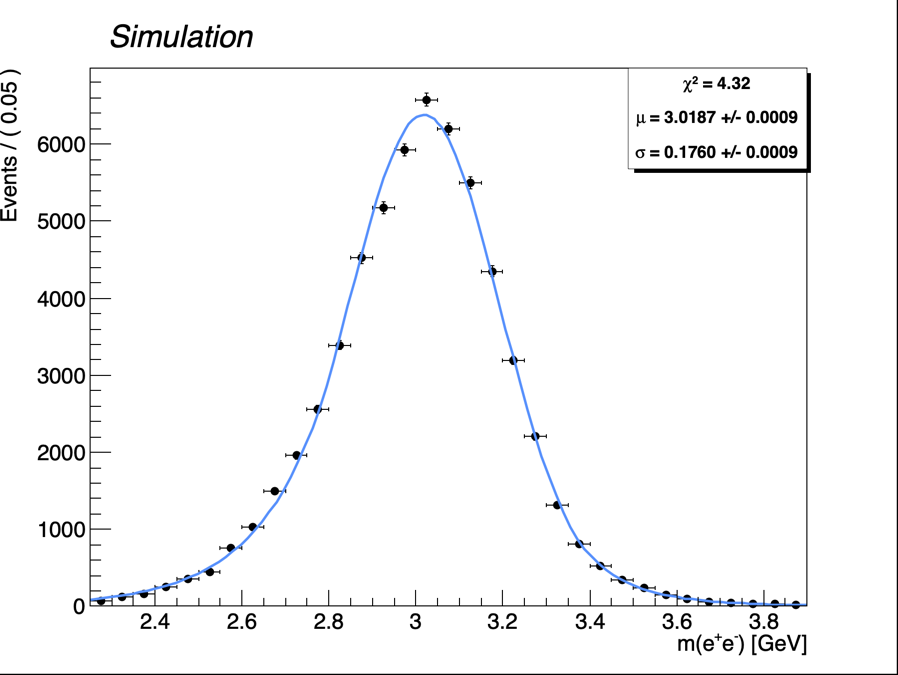 Simulation
Events / ( 0.05 )
χ² = 4.32
μ = 3.0187 +/- 0.0009
σ = 0.1760 +/- 0.0009
6000
5000
4000
3000
2000
1000
0
2.4 2.6 2.8 3 3.2 3.4 3.6 3.8
m(e⁺e⁻) [GeV]